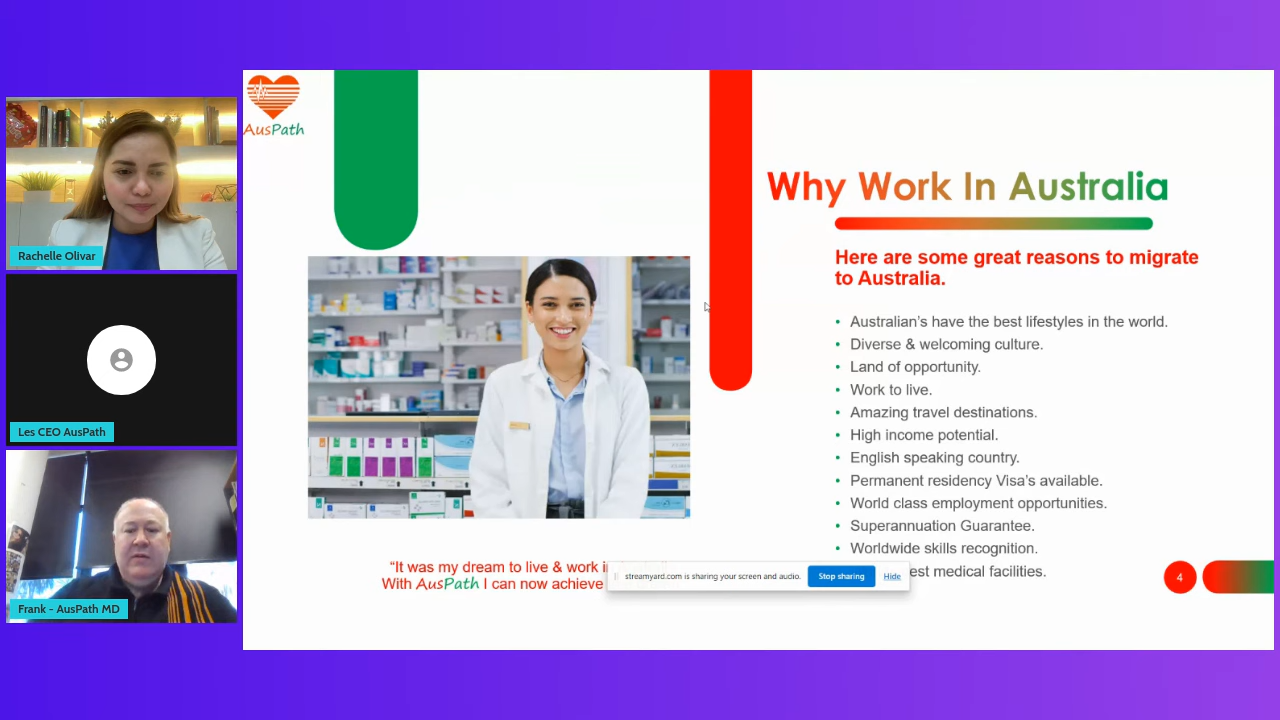 Rachelle Olivar
Les CEO AusPath
Frank - AusPath MD
AusPath
Why Work In Australia
Here are some great reasons to migrate
to Australia.
• Australian's have the best lifestyles in the world.
• Diverse & welcoming culture.
• Land of opportunity.
• Work to live.
• Amazing travel destinations.
• High income potential.
• English speaking country.
• Permanent residency Visa's available.
• World class employment opportunities.
• Superannuation Guarantee.
• Worldwide skills recognition.
medical facilities.
“It was my dream to live & work
With AusPath I can now achieve
streamyard.com is sharing your screen and audio.
Stop sharing
Hide
4